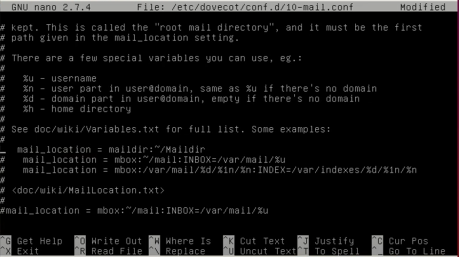 GNU nano 2.7.4 File: /etc/dovecot/conf.d/10-mail.conf Modified
# kept. This is called the "root mail directory", and it must be the first
# path given in the mail_location setting.
#
# There are a few special variables you can use, eg.:
#
# %u - username
# %n - user part in user@domain, same as %u if there's no domain
# %d - domain part in user@domain, empty if there's no domain
# %h - home directory
#
# See doc/wiki/Variables.txt for full list. Some examples:
#
mail_location = maildir:~/Maildir
# mail_location = mbox:~/mail:INBOX=/var/mail/%u
# mail_location = mbox:/var/mail/%d/%1n/%n:INDEX=/var/indexes/%d/%1n/%n
#
# <doc/wiki/MailLocation.txt>
#
#mail_location = mbox:~/mail:INBOX=/var/mail/%u
^G Get Help ^O Write Out ^W Where Is ^K Cut Text ^J Justify ^C Cur Pos
^X Exit ^R Read File ^\ Replace ^U Uncut Text ^T To Spell ^_ Go To Line